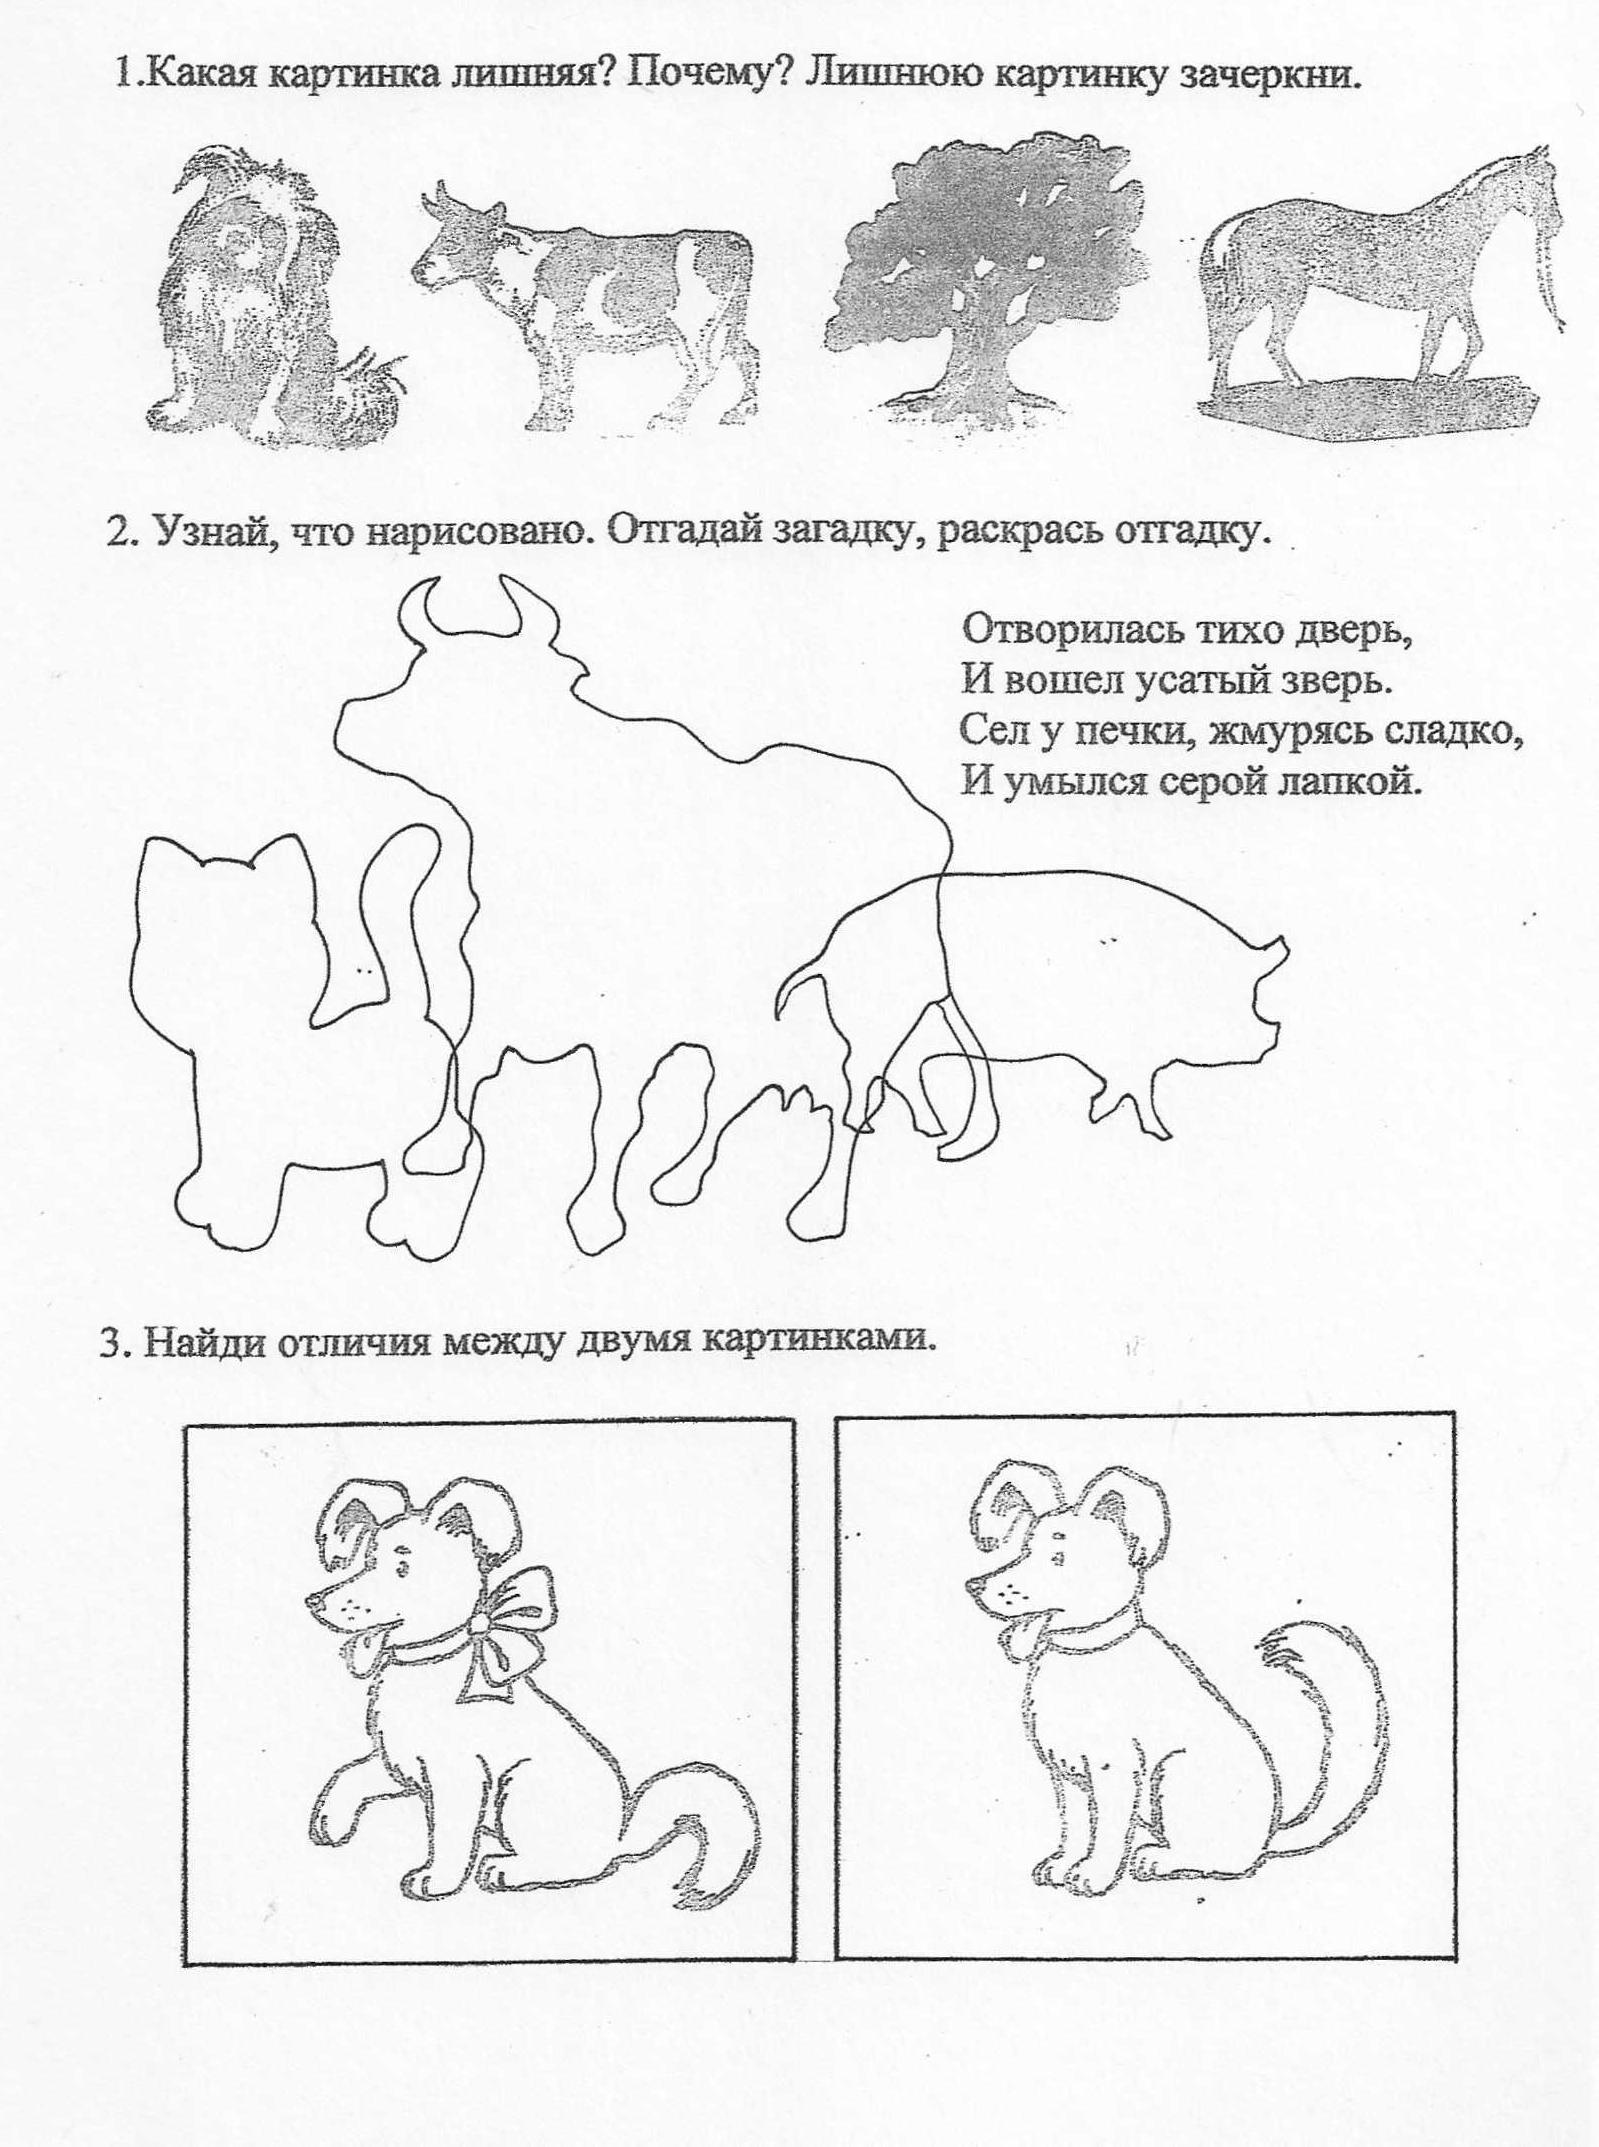 1.Какая картинка лишняя? Почему? Лишнюю картинку зачеркни.
2. Узнай, что нарисовано. Отгадай загадку, раскрась отгадку.
Отворилась тихо дверь,
И вошел усатый зверь.
Сел у печки, жмурясь сладко,
И умылся серой лапкой.
3. Найди отличия между двумя картинками.